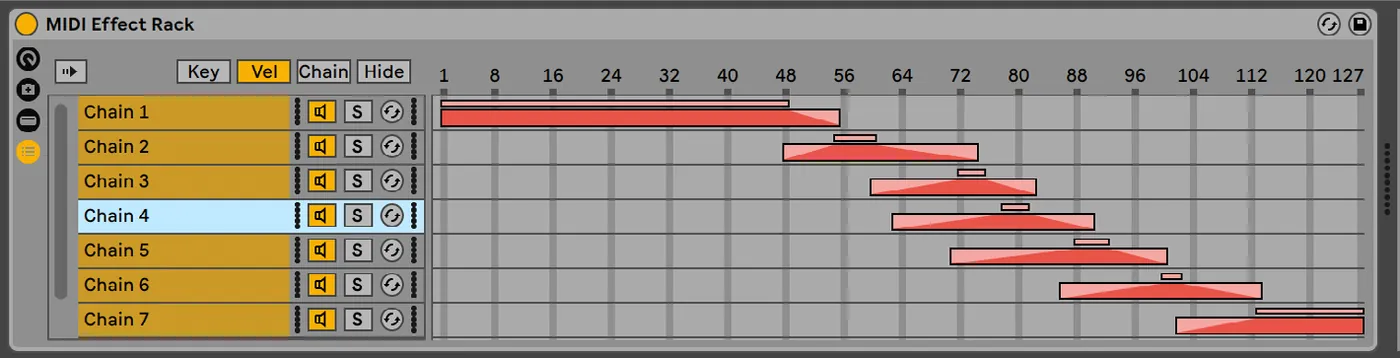 MIDI Effect Rack
Key Vel Chain Hide 1 8 16 24 32 40 48 56 64 72 80 88 96 104 112 120 127
Chain 1 S
Chain 2 S
Chain 3 S
Chain 4 S
Chain 5 S
Chain 6 S
Chain 7 S